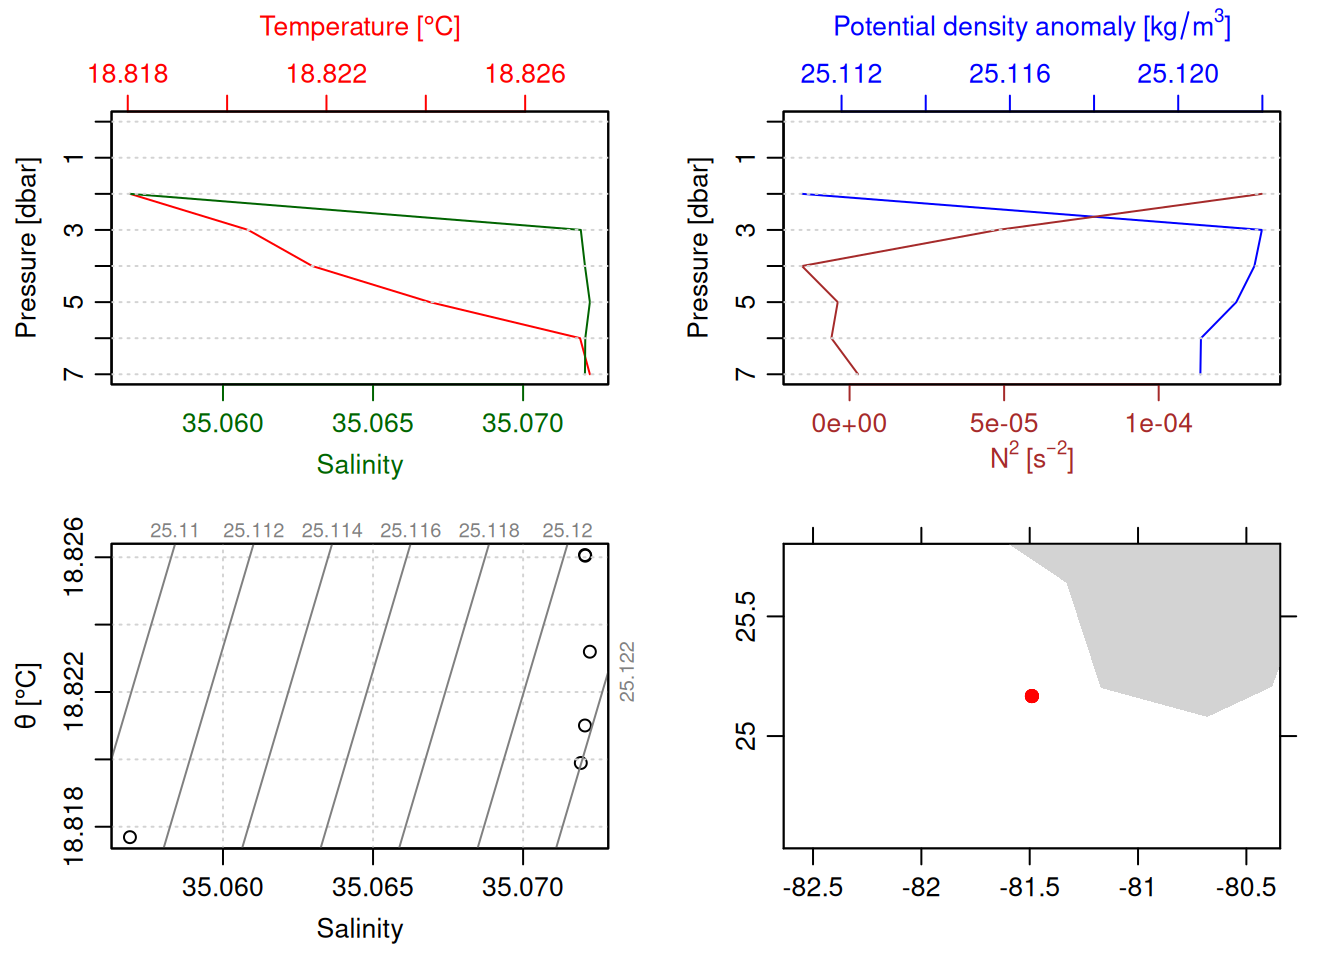 Temperature [°C]
18.818 18.822 18.826
Pressure [dbar]
1
3
5
7
35.060 35.065 35.070
Salinity
Potential density anomaly [kg/m³]
25.112 25.116 25.120
Pressure [dbar]
1
3
5
7
0e+00 5e-05 1e-04
N² [s⁻²]
25.11 25.112 25.114 25.116 25.118 25.12
25.122
θ [°C]
18.826
18.822
18.818
35.060 35.065 35.070
Salinity
25.5
25
-82.5 -82 -81.5 -81 -80.5